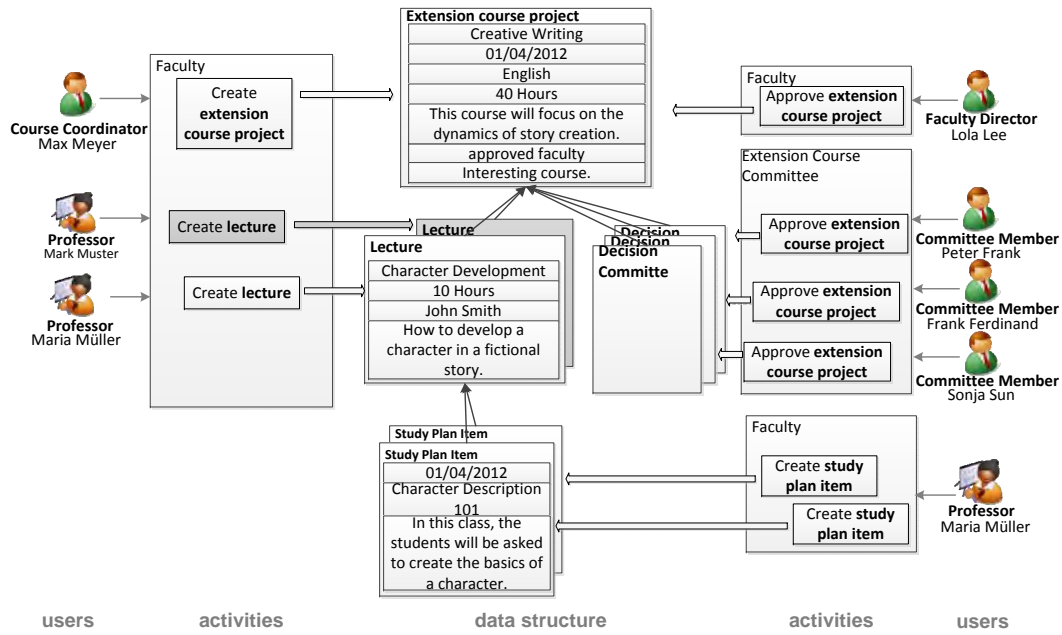 Extension course project
Creative Writing
01/04/2012
English
40 Hours
This course will focus on the
dynamics of story creation.
approved faculty
Interesting course.
Faculty
Create
extension
course project
Create lecture
Create lecture
Course Coordinator
Max Meyer
Professor
Mark Muster
Professor
Maria Müller
Lecture
Lecture
Character Development
10 Hours
John Smith
How to develop a
character in a fictional
story.
Decision
Decision
Decision
Committe
Faculty
Approve extension
course project
Faculty Director
Lola Lee
Extension Course
Committee
Approve extension
course project
Approve extension
course project
Approve extension
course project
Committee Member
Peter Frank
Committee Member
Frank Ferdinand
Committee Member
Sonja Sun
Study Plan Item
Study Plan Item
01/04/2012
Character Description
101
In this class, the
students will be asked
to create the basics of
a character.
Faculty
Create study
plan item
Create study
plan item
Professor
Maria Müller
users
activities
data structure
activities
users